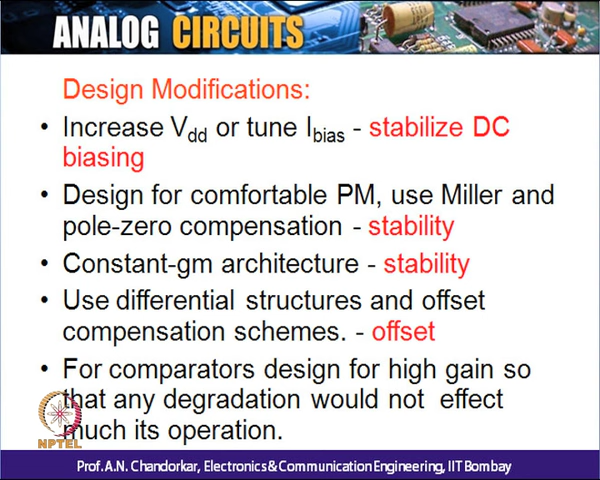 ANALOG CIRCUITS
Design Modifications:
• Increase Vdd or tune Ibias - stabilize DC
biasing
• Design for comfortable PM, use Miller and
pole-zero compensation - stability
• Constant-gm architecture - stability
• Use differential structures and offset
compensation schemes. - offset
• For comparators design for high gain so
that any degradation would not effect
much its operation.
NPTEL
Prof. A.N. Chandorkar, Electronics & Communication Engineering, IIT Bombay